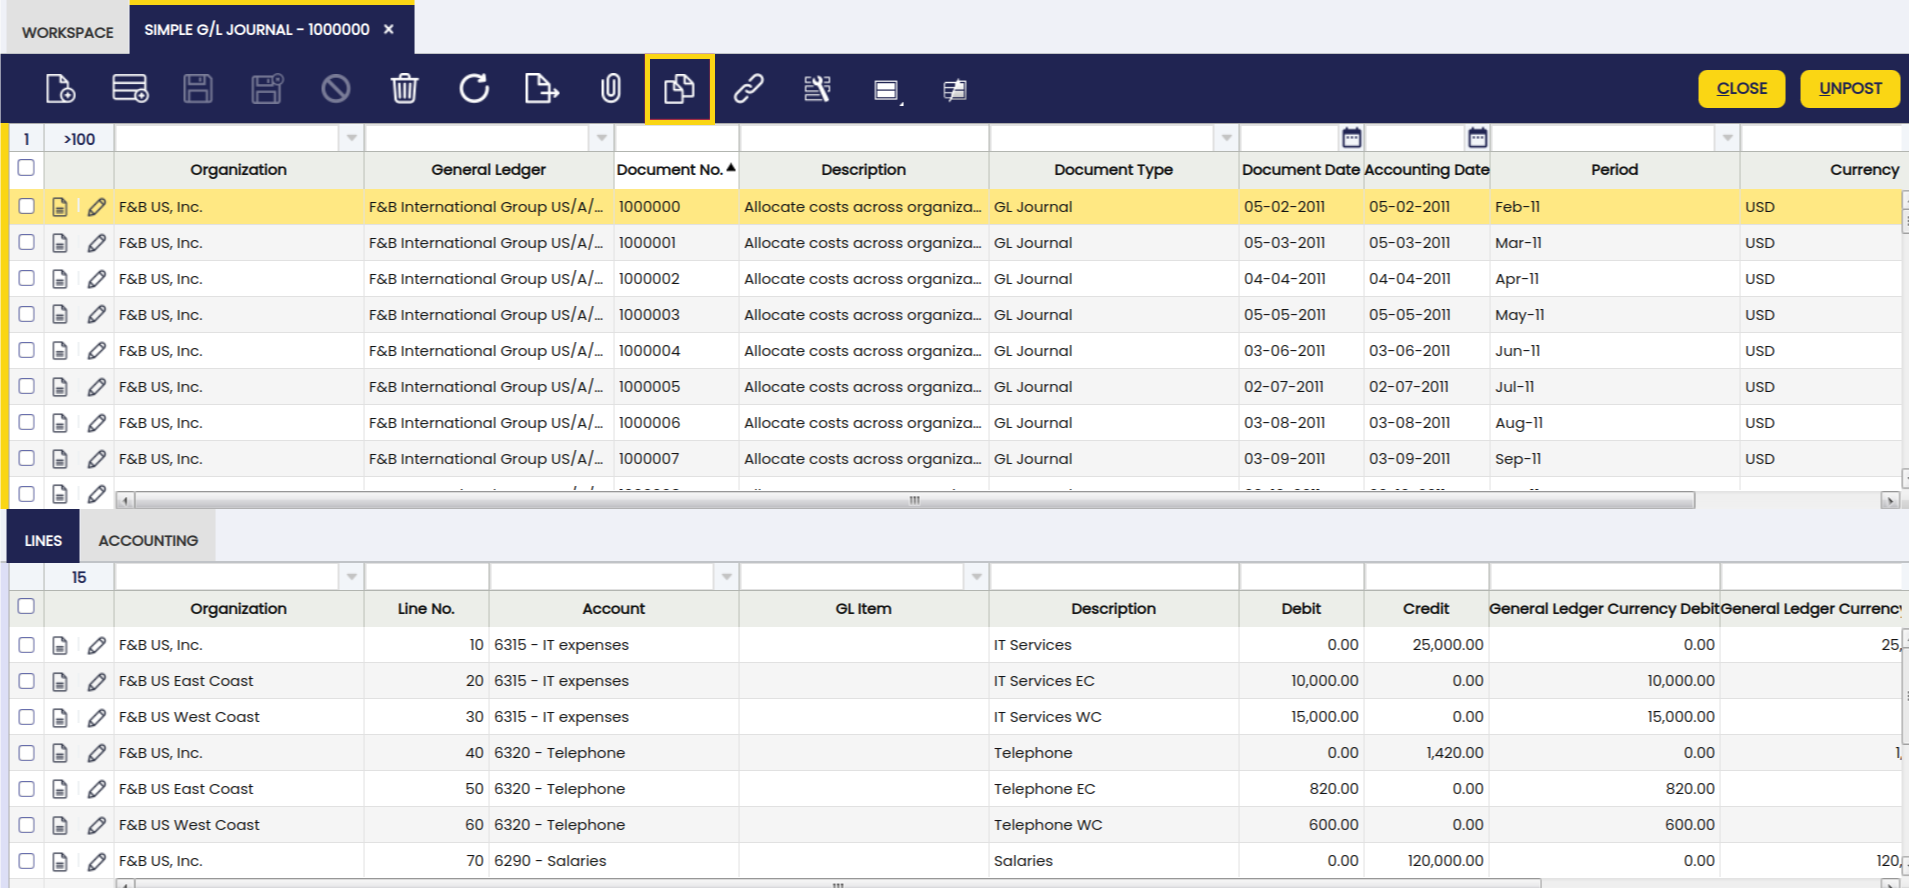 WORKSPACE SIMPLE G/L JOURNAL - 1000000 ×
CLOSE UNPOST
1 >100
Organization General Ledger Document No. Description Document Type Document Date Accounting Date Period Currency
F&B US, Inc. F&B International Group US/A/... 1000000 Allocate costs across organiza... GL Journal 05-02-2011 05-02-2011 Feb-11 USD
F&B US, Inc. F&B International Group US/A/... 1000001 Allocate costs across organiza... GL Journal 05-03-2011 05-03-2011 Mar-11 USD
F&B US, Inc. F&B International Group US/A/... 1000002 Allocate costs across organiza... GL Journal 04-04-2011 04-04-2011 Apr-11 USD
F&B US, Inc. F&B International Group US/A/... 1000003 Allocate costs across organiza... GL Journal 05-05-2011 05-05-2011 May-11 USD
F&B US, Inc. F&B International Group US/A/... 1000004 Allocate costs across organiza... GL Journal 03-06-2011 03-06-2011 Jun-11 USD
F&B US, Inc. F&B International Group US/A/... 1000005 Allocate costs across organiza... GL Journal 02-07-2011 02-07-2011 Jul-11 USD
F&B US, Inc. F&B International Group US/A/... 1000006 Allocate costs across organiza... GL Journal 03-08-2011 03-08-2011 Aug-11 USD
F&B US, Inc. F&B International Group US/A/... 1000007 Allocate costs across organiza... GL Journal 03-09-2011 03-09-2011 Sep-11 USD
LINES ACCOUNTING
15
Organization Line No. Account GL Item Description Debit Credit General Ledger Currency Debit General Ledger Currency
F&B US, Inc. 10 6315 - IT expenses IT Services 0.00 25,000.00 0.00 25,
F&B US East Coast 20 6315 - IT expenses IT Services EC 10,000.00 0.00 10,000.00
F&B US West Coast 30 6315 - IT expenses IT Services WC 15,000.00 0.00 15,000.00
F&B US, Inc. 40 6320 - Telephone Telephone 0.00 1,420.00 0.00 1,
F&B US East Coast 50 6320 - Telephone Telephone EC 820.00 0.00 820.00
F&B US West Coast 60 6320 - Telephone Telephone WC 600.00 0.00 600.00
F&B US, Inc. 70 6290 - Salaries Salaries 0.00 120,000.00 0.00 120,